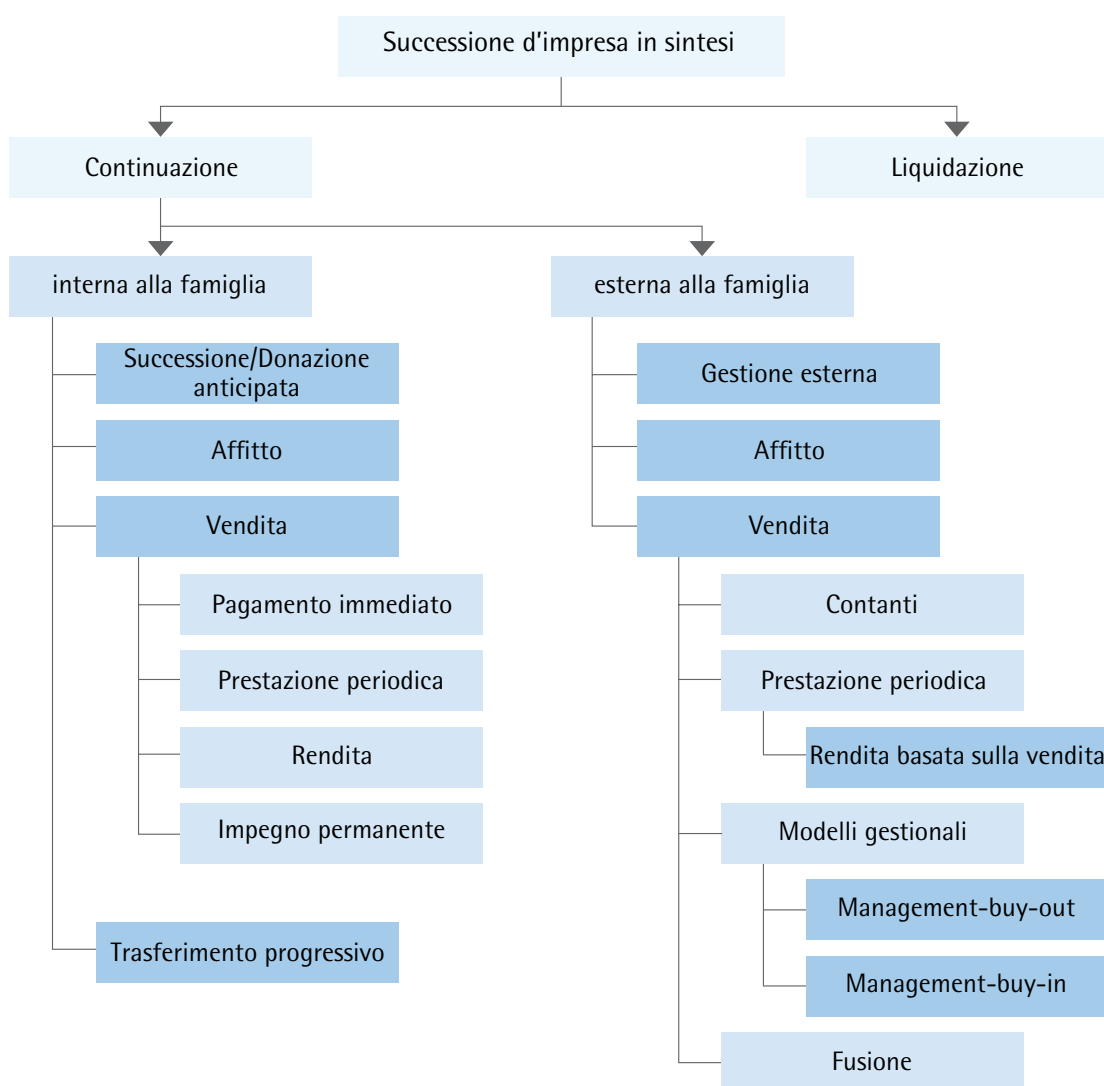 Successione d'impresa in sintesi
Continuazione
Liquidazione
interna alla famiglia
esterna alla famiglia
Successione/Donazione
anticipata
Affitto
Vendita
Pagamento immediato
Prestazione periodica
Rendita
Impegno permanente
Trasferimento progressivo
Gestione esterna
Affitto
Vendita
Contanti
Prestazione periodica
Rendita basata sulla vendita
Modelli gestionali
Management-buy-out
Management-buy-in
Fusione